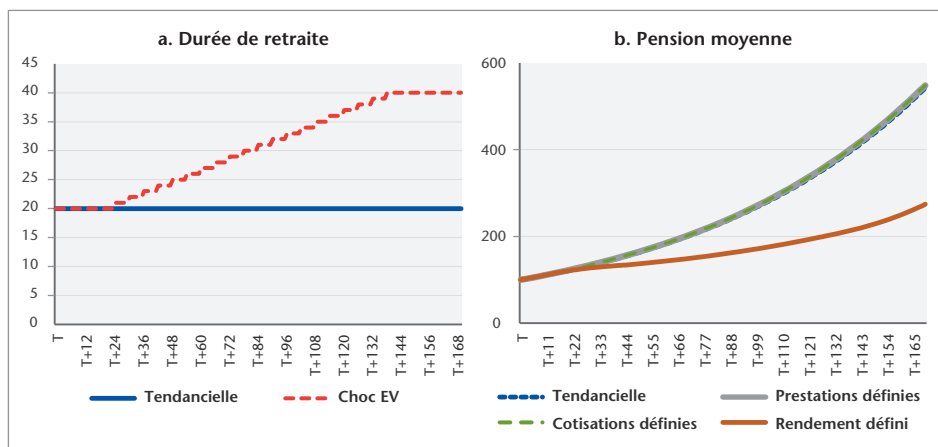 a. Durée de retraite
45
40
35
30
25
20
15
10
5
0
T
T+12
T+24
T+36
T+48
T+60
T+72
T+84
T+96
T+108
T+120
T+132
T+144
T+156
T+168
Tendancielle
Choc EV
b. Pension moyenne
600
400
200
0
T
T+11
T+22
T+33
T+44
T+55
T+66
T+77
T+88
T+99
T+110
T+121
T+132
T+143
T+154
T+165
Tendancielle
Prestations définies
Cotisations définies
Rendement défini